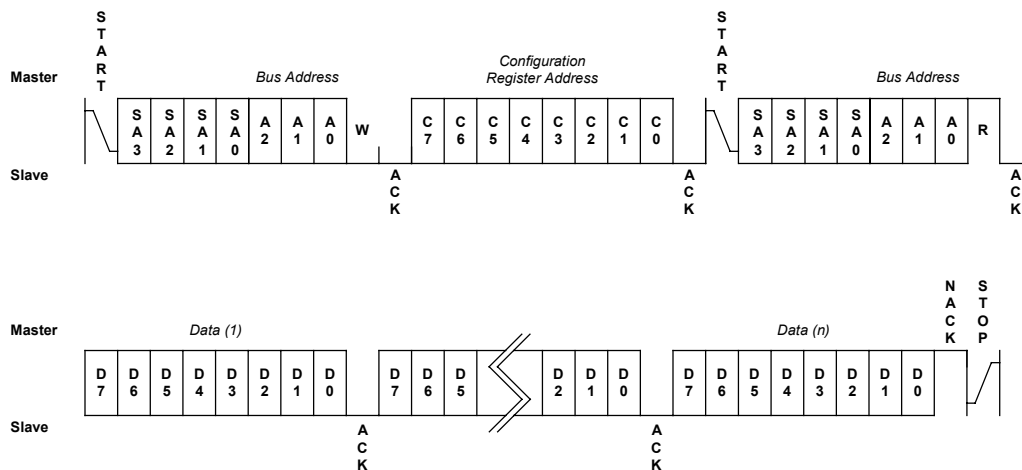 START
START
Bus Address
Configuration
Register Address
Bus Address
Master
SA3 SA2 SA1 SA0 A2 A1 A0 W C7 C6 C5 C4 C3 C2 C1 C0 SA3 SA2 SA1 SA0 A2 A1 A0 R
Slave
ACK
ACK
ACK
NACK
STOP
Master
Data (1)
Data (n)
D7 D6 D5 D4 D3 D2 D1 D0 D7 D6 D5 D2 D1 D0 D7 D6 D5 D4 D3 D2 D1 D0
Slave
ACK
ACK